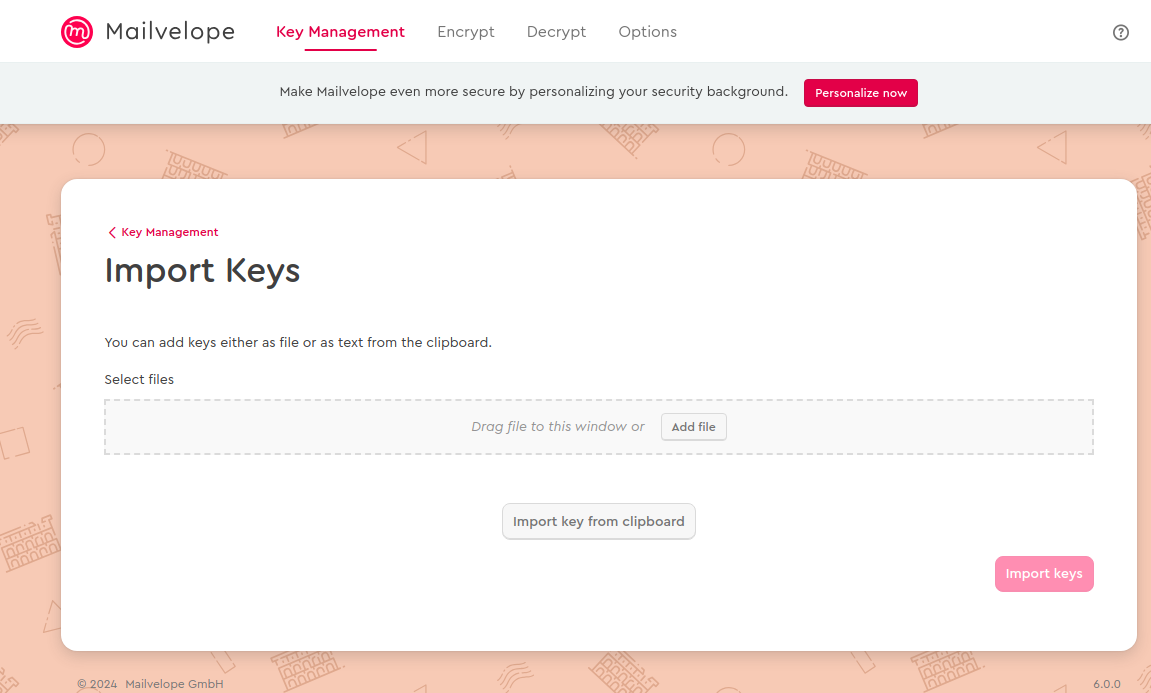 Mailvelope Key Management Encrypt Decrypt Options
Make Mailvelope even more secure by personalizing your security background. Personalize now
Key Management
Import Keys
You can add keys either as file or as text from the clipboard.
Select files
Drag file to this window or Add file
Import key from clipboard
Import keys
© 2024 Mailvelope GmbH 6.0.0